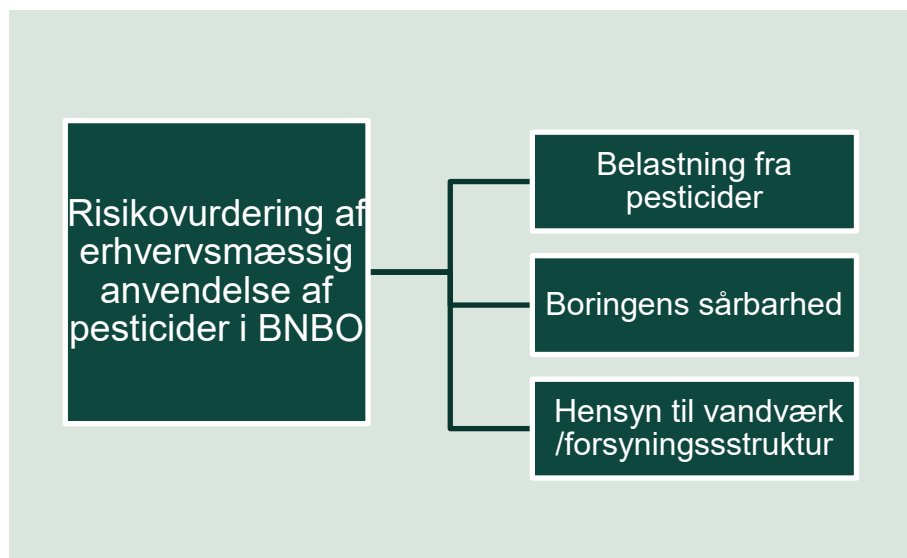 Risikovurdering af
erhvervsmæssig
anvendelse af
pesticider i BNBO
Belastning fra
pesticider
Boringens sårbarhed
Hensyn til vandværk
/forsyningssstruktur